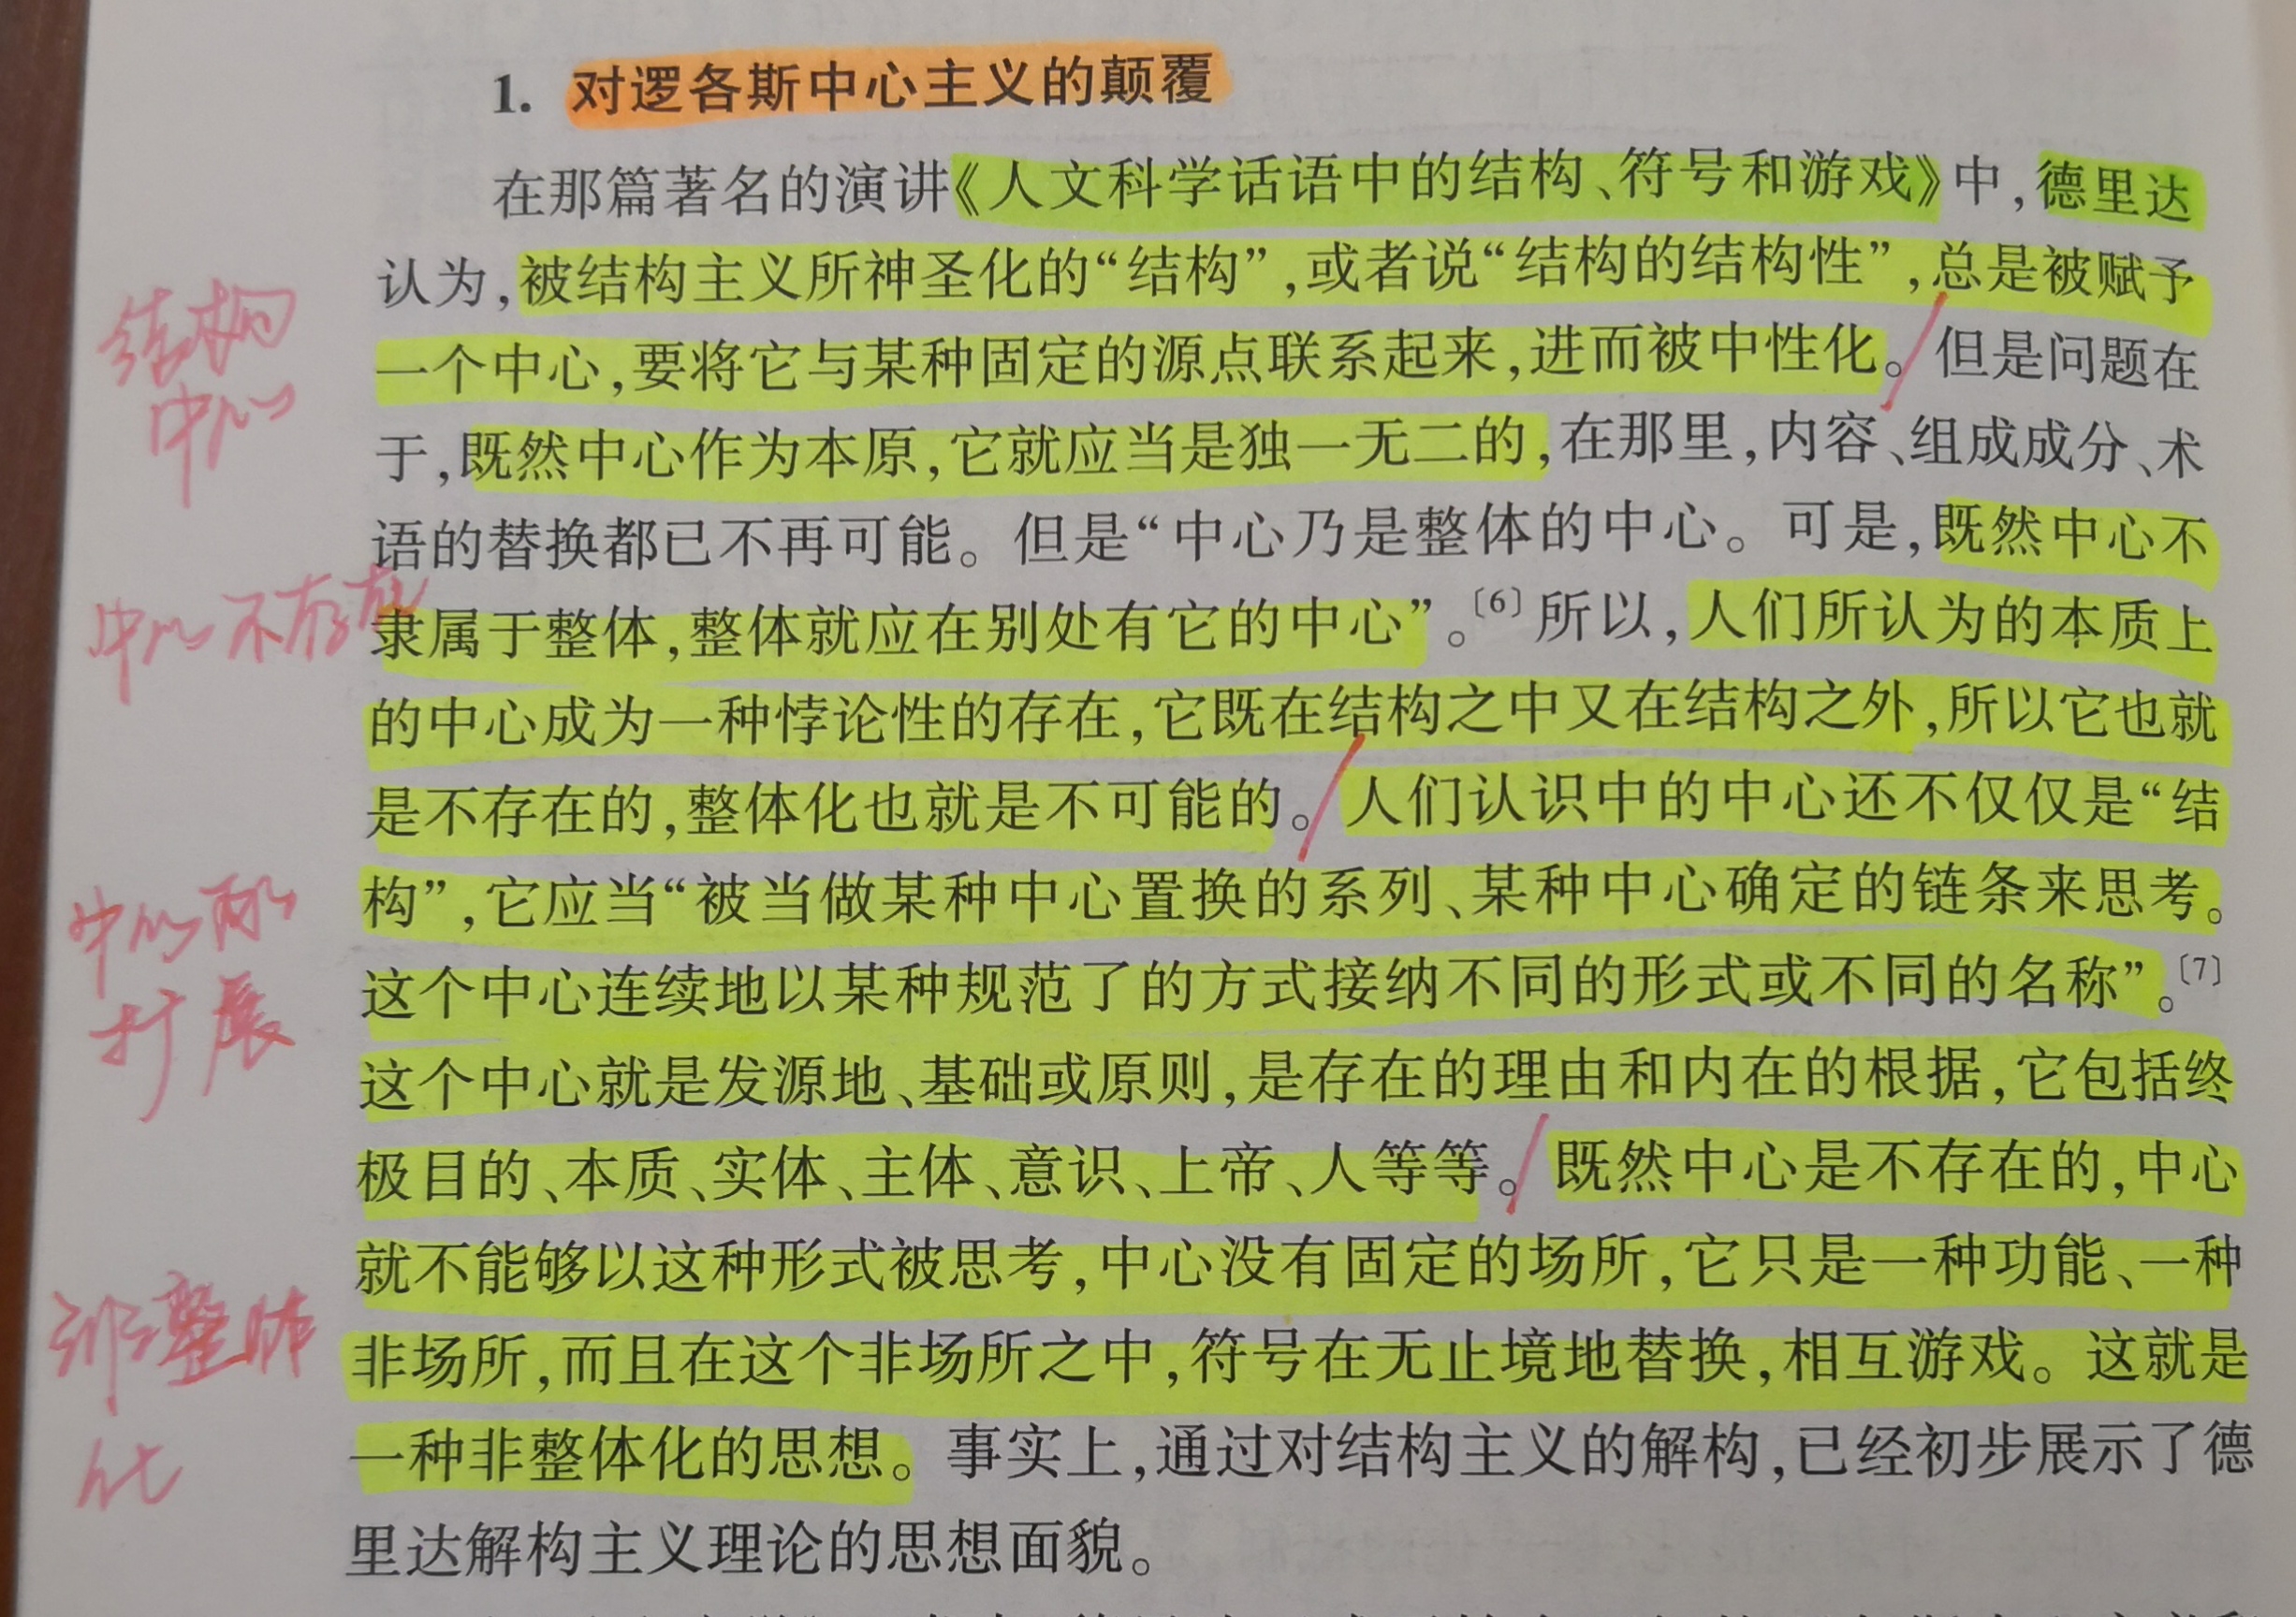 1. 对逻各斯中心主义的颠覆
在那篇著名的演讲《人文科学话语中的结构、符号和游戏》中，德里达
认为，被结构主义所神圣化的“结构”，或者说“结构的结构性”，总是被赋予
一个中心，要将它与某种固定的源点联系起来，进而被中性化。但是问题在
于，既然中心作为本原，它就应当是独一无二的，在那里，内容、组成成分、术
语的替换都已不再可能。但是“中心乃是整体的中心。可是，既然中心不
隶属于整体，整体就应在别处有它的中心”。〔6〕所以，人们所认为的本质上
的中心成为一种悖论性的存在，它既在结构之中又在结构之外，所以它也就
是不存在的，整体化也就是不可能的。人们认识中的中心还不仅仅是“结
构”，它应当“被当做某种中心置换的系列、某种中心确定的链条来思考。
这个中心连续地以某种规范了的方式接纳不同的形式或不同的名称”。〔7〕
这个中心就是发源地、基础或原则，是存在的理由和内在的根据，它包括终
极目的、本质、实体、主体、意识、上帝、人等等。既然中心是不存在的，中心
就不能够以这种形式被思考，中心没有固定的场所，它只是一种功能、一种
非场所，而且在这个非场所之中，符号在无止境地替换，相互游戏。这就是
一种非整体化的思想。事实上，通过对结构主义的解构，已经初步展示了德
里达解构主义理论的思想面貌。
结构
中心
中心不存在
中心
扩展
非整体
化